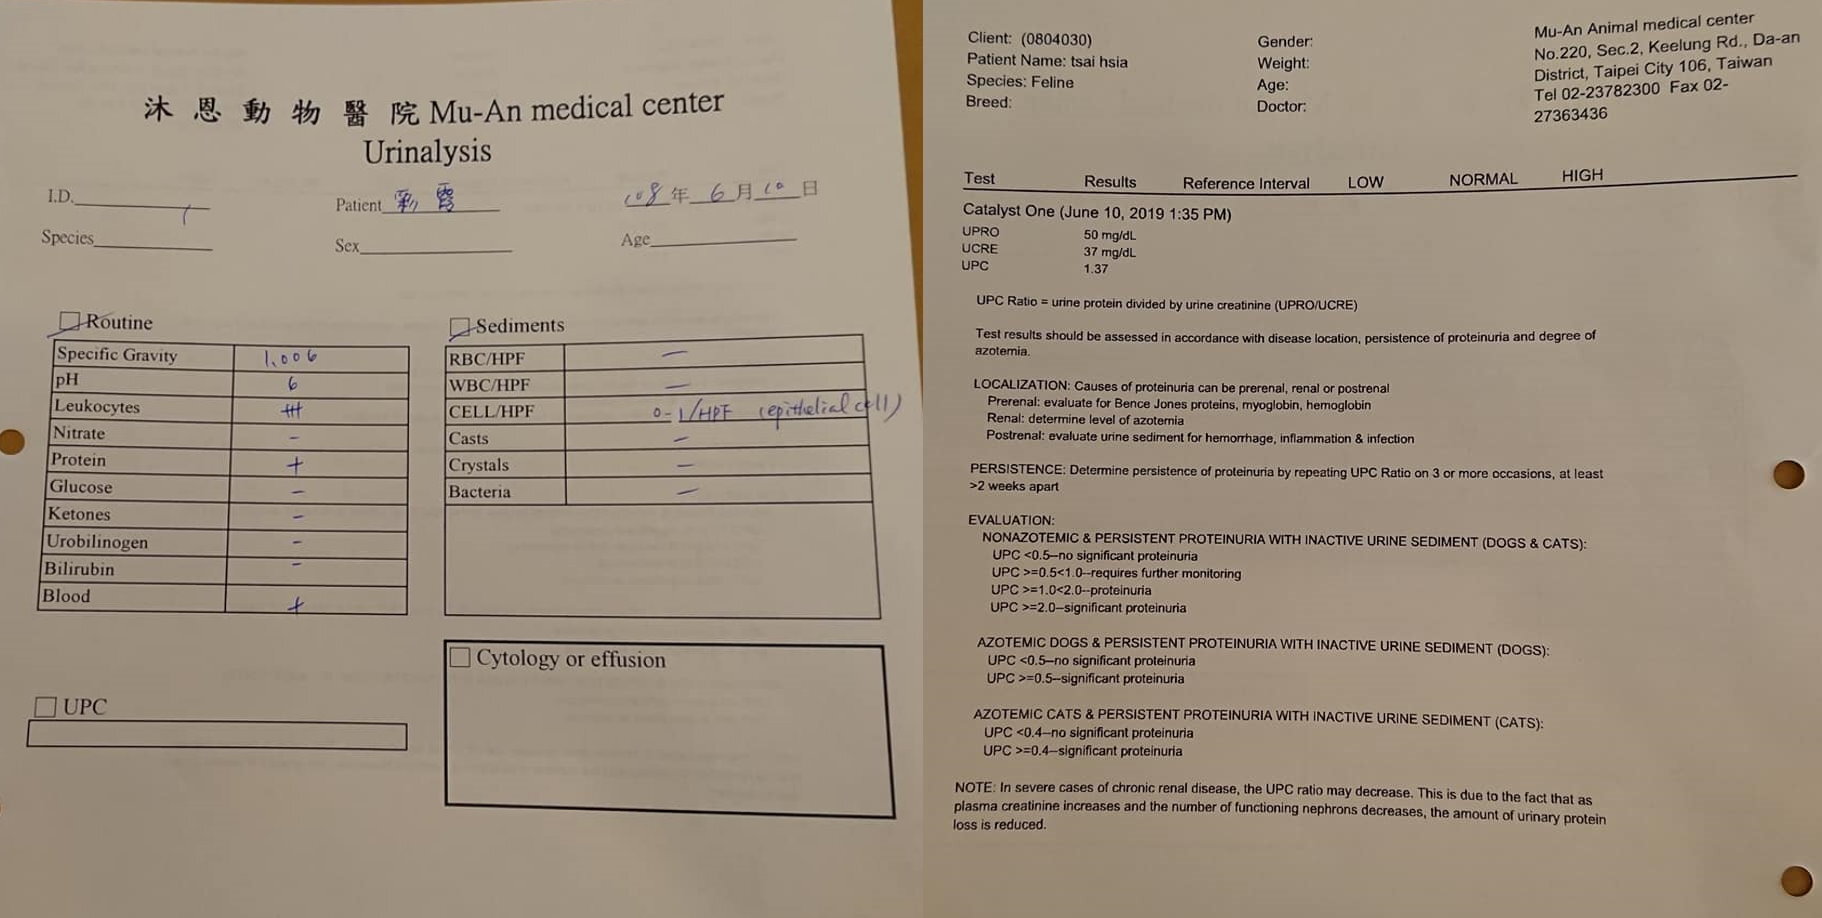 沐恩動物醫院 Mu-An medical center
Urinalysis
I.D.
Patient 彩霞
108年 6月 10日
Species
Sex
Age
Routine
Specific Gravity 1.006
pH 6
Leukocytes +++
Nitrate -
Protein +
Glucose -
Ketones -
Urobilinogen -
Bilirubin -
Blood +
UPC
Sediments
RBC/HPF —
WBC/HPF —
CELL/HPF 0-1/HPF (epithelial cell)
Casts —
Crystals —
Bacteria —
Cytology or effusion
Client: (0804030)
Patient Name: tsai hsia
Species: Feline
Breed:
Gender:
Weight:
Age:
Doctor:
Mu-An Animal medical center
No.220, Sec.2, Keelung Rd., Da-an
District, Taipei City 106, Taiwan
Tel 02-23782300 Fax 02-
27363436
Test Results Reference Interval LOW NORMAL HIGH
Catalyst One (June 10, 2019 1:35 PM)
UPRO 50 mg/dL
UCRE 37 mg/dL
UPC 1.37
UPC Ratio = urine protein divided by urine creatinine (UPRO/UCRE)
Test results should be assessed in accordance with disease location, persistence of proteinuria and degree of
azotemia.
LOCALIZATION: Causes of proteinuria can be prerenal, renal or postrenal
Prerenal: evaluate for Bence Jones proteins, myoglobin, hemoglobin
Renal: determine level of azotemia
Postrenal: evaluate urine sediment for hemorrhage, inflammation & infection
PERSISTENCE: Determine persistence of proteinuria by repeating UPC Ratio on 3 or more occasions, at least
>2 weeks apart
EVALUATION:
NONAZOTEMIC & PERSISTENT PROTEINURIA WITH INACTIVE URINE SEDIMENT (DOGS & CATS):
UPC <0.5--no significant proteinuria
UPC >=0.5<1.0--requires further monitoring
UPC >=1.0<2.0--proteinuria
UPC >=2.0--significant proteinuria
AZOTEMIC DOGS & PERSISTENT PROTEINURIA WITH INACTIVE URINE SEDIMENT (DOGS):
UPC <0.5--no significant proteinuria
UPC >=0.5--significant proteinuria
AZOTEMIC CATS & PERSISTENT PROTEINURIA WITH INACTIVE URINE SEDIMENT (CATS):
UPC <0.4--no significant proteinuria
UPC >=0.4--significant proteinuria
NOTE: In severe cases of chronic renal disease, the UPC ratio may decrease. This is due to the fact that as
plasma creatinine increases and the number of functioning nephrons decreases, the amount of urinary protein
loss is reduced.